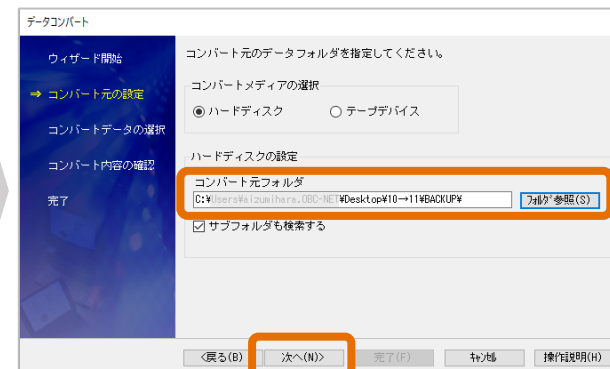 データコンバート
ウィザード開始
⇒ コンバート元の設定
コンバートデータの選択
コンバート内容の確認
完了
コンバート元のデータフォルダを指定してください。
コンバートメディアの選択
ハードディスク テープデバイス
ハードディスクの設定
コンバート元フォルダ
C:¥Users¥aizumihara.OBC-NET¥Desktop¥10→11¥BACKUP¥ フォルダ参照(S)
サブフォルダも検索する
<戻る(B) 次へ(N)> 完了(F) キャンセル 操作説明(H)